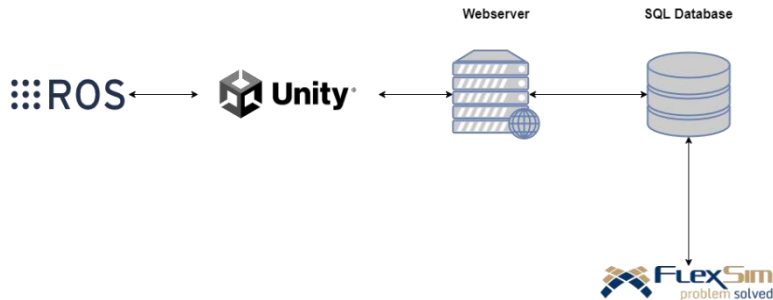 Webserver
SQL Database
ROS
Unity
FLEXSIM
problem solved